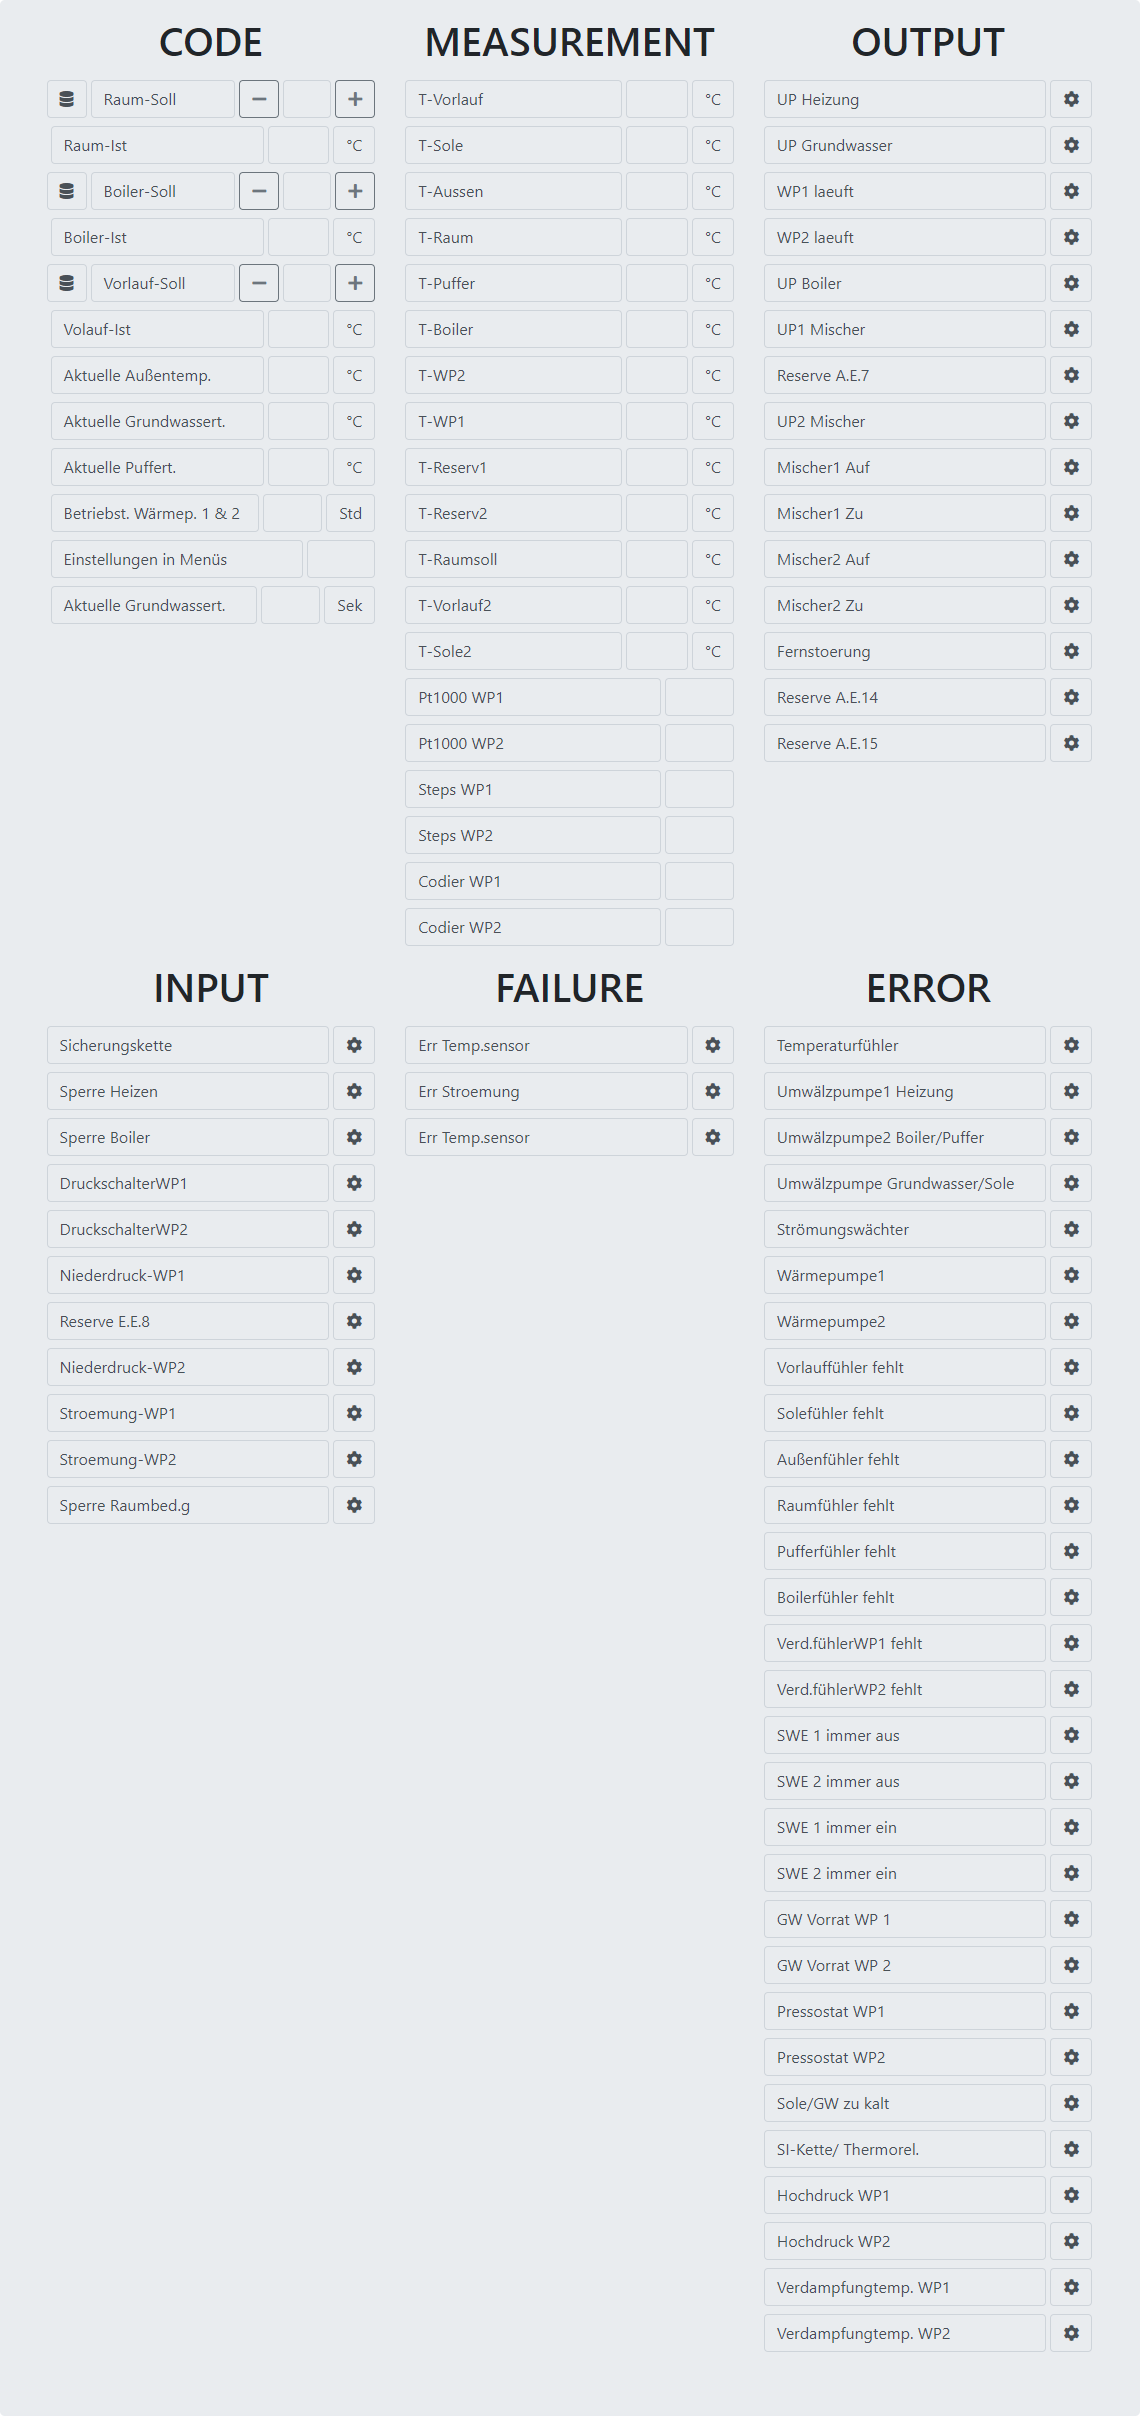 CODE
Raum-Soll
Raum-Ist °C
Boiler-Soll
Boiler-Ist °C
Vorlauf-Soll
Volauf-Ist °C
Aktuelle Außentemp. °C
Aktuelle Grundwassert. °C
Aktuelle Puffert. °C
Betriebst. Wärmep. 1 & 2 Std
Einstellungen in Menüs
Aktuelle Grundwassert. Sek
MEASUREMENT
T-Vorlauf °C
T-Sole °C
T-Aussen °C
T-Raum °C
T-Puffer °C
T-Boiler °C
T-WP2 °C
T-WP1 °C
T-Reserv1 °C
T-Reserv2 °C
T-Raumsoll °C
T-Vorlauf2 °C
T-Sole2 °C
Pt1000 WP1
Pt1000 WP2
Steps WP1
Steps WP2
Codier WP1
Codier WP2
OUTPUT
UP Heizung
UP Grundwasser
WP1 laeuft
WP2 laeuft
UP Boiler
UP1 Mischer
Reserve A.E.7
UP2 Mischer
Mischer1 Auf
Mischer1 Zu
Mischer2 Auf
Mischer2 Zu
Fernstoerung
Reserve A.E.14
Reserve A.E.15
INPUT
Sicherungskette
Sperre Heizen
Sperre Boiler
DruckschalterWP1
DruckschalterWP2
Niederdruck-WP1
Reserve E.E.8
Niederdruck-WP2
Stroemung-WP1
Stroemung-WP2
Sperre Raumbed.g
FAILURE
Err Temp.sensor
Err Stroemung
Err Temp.sensor
ERROR
Temperaturfühler
Umwälzpumpe1 Heizung
Umwälzpumpe2 Boiler/Puffer
Umwälzpumpe Grundwasser/Sole
Strömungswächter
Wärmepumpe1
Wärmepumpe2
Vorlauffühler fehlt
Solefühler fehlt
Außenfühler fehlt
Raumfühler fehlt
Pufferfühler fehlt
Boilerfühler fehlt
Verd.fühlerWP1 fehlt
Verd.fühlerWP2 fehlt
SWE 1 immer aus
SWE 2 immer aus
SWE 1 immer ein
SWE 2 immer ein
GW Vorrat WP 1
GW Vorrat WP 2
Pressostat WP1
Pressostat WP2
Sole/GW zu kalt
SI-Kette/ Thermorel.
Hochdruck WP1
Hochdruck WP2
Verdampfungtemp. WP1
Verdampfungtemp. WP2